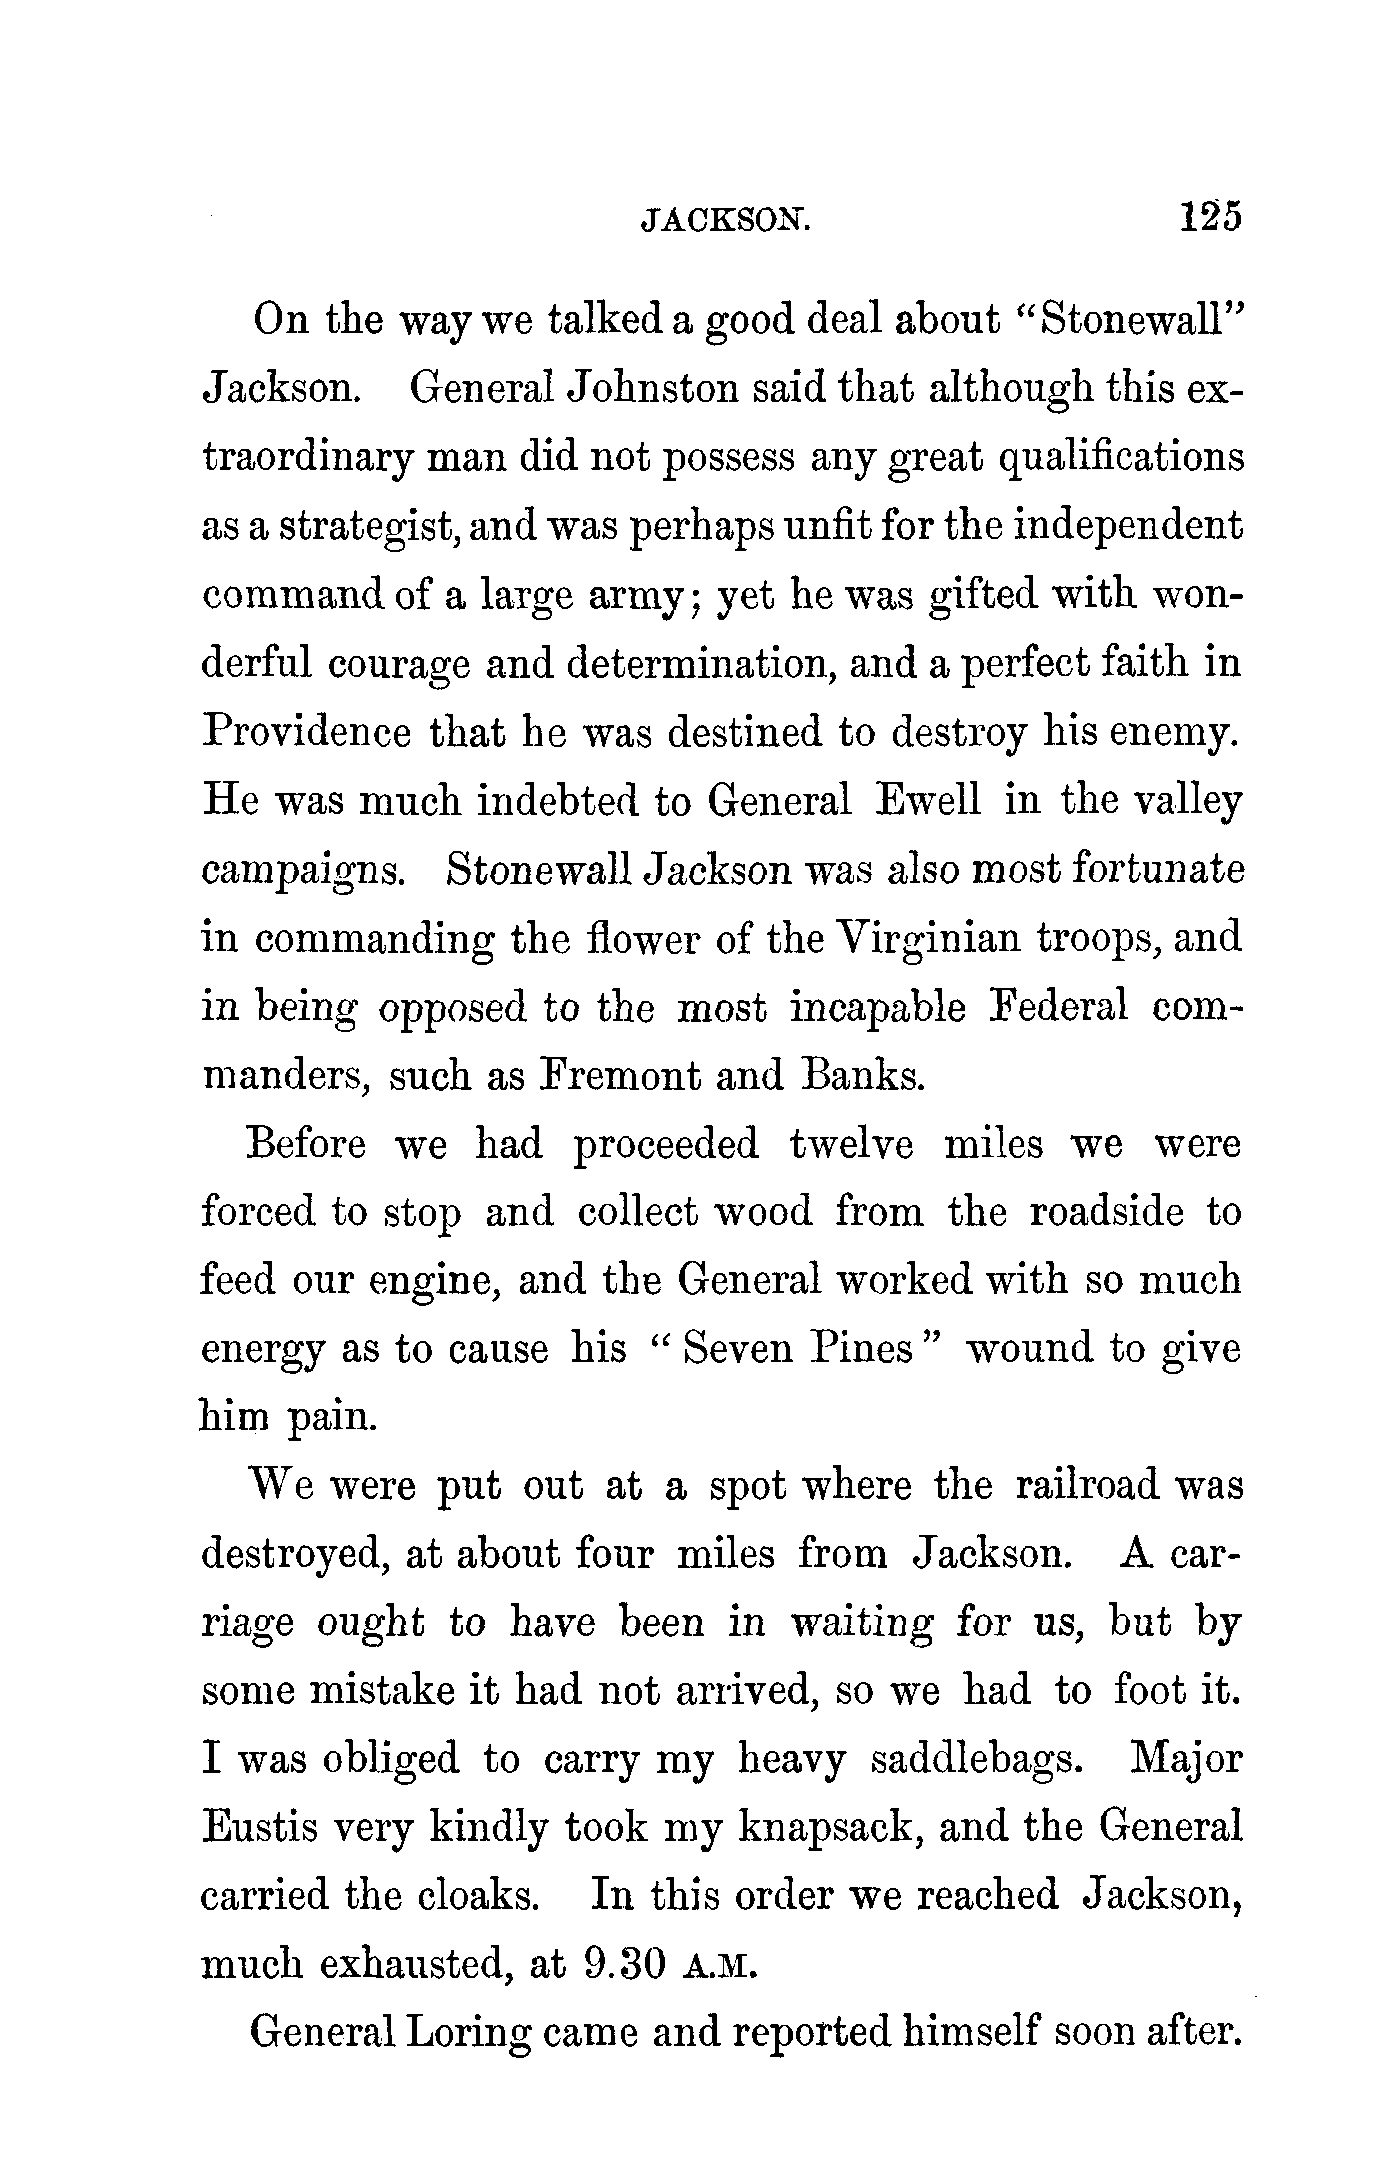 JACKSON. 125
On the way we talked a good deal about “Stonewall”
Jackson. General Johnston said that although this ex-
traordinary man did not possess any great qualifications
as a strategist, and was perhaps unfit for the independent
command of a large army; yet he was gifted with won-
derful courage and determination, and a perfect faith in
Providence that he was destined to destroy his enemy.
He was much indebted to General Ewell in the valley
campaigns. Stonewall Jackson was also most fortunate
in commanding the flower of the Virginian troops, and
in being opposed to the most incapable Federal com-
manders, such as Fremont and Banks.
Before we had proceeded twelve miles we were
forced to stop and collect wood from the roadside to
feed our engine, and the General worked with so much
energy as to cause his “ Seven Pines ” wound to give
him pain.
We were put out at a spot where the railroad was
destroyed, at about four miles from Jackson. A car-
riage ought to have been in waiting for us, but by
some mistake it had not arrived, so we had to foot it.
I was obliged to carry my heavy saddlebags. Major
Eustis very kindly took my knapsack, and the General
carried the cloaks. In this order we reached Jackson,
much exhausted, at 9.30 A.M.
General Loring came and reported himself soon after.